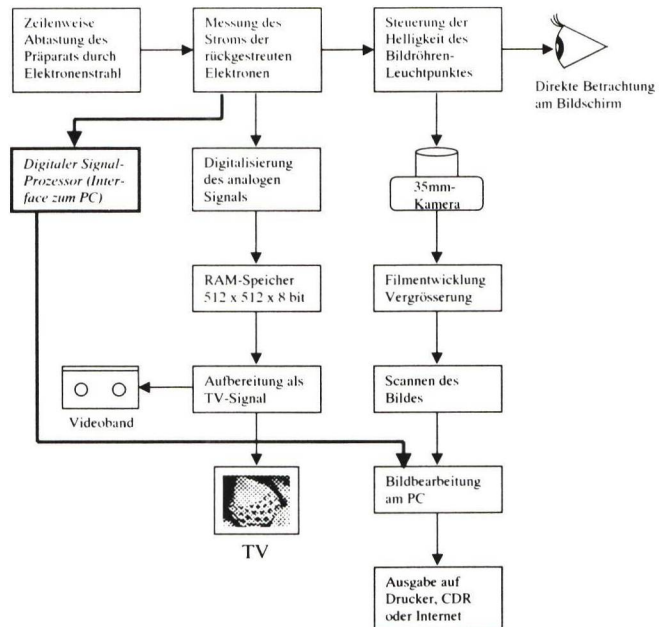 Zeilenweise
Abtastung des
Präparats durch
Elektronenstrahl
Messung des
Stroms der
rückgestreuten
Elektronen
Steuerung der
Helligkeit des
Bildröhren-
Leuchtpunktes
Direkte Betrachtung
am Bildschirm
Digitaler Signal-
Prozessor (Inter-
face zum PC)
Digitalisierung
des analogen
Signals
35mm-
Kamera
RAM-Speicher
512 x 512 x 8 bit
Filmentwicklung
Vergrösserung
Videoband
Aufbereitung als
TV-Signal
Scannen des
Bildes
TV
Bildbearbeitung
am PC
Ausgabe auf
Drucker, CDR
oder Internet